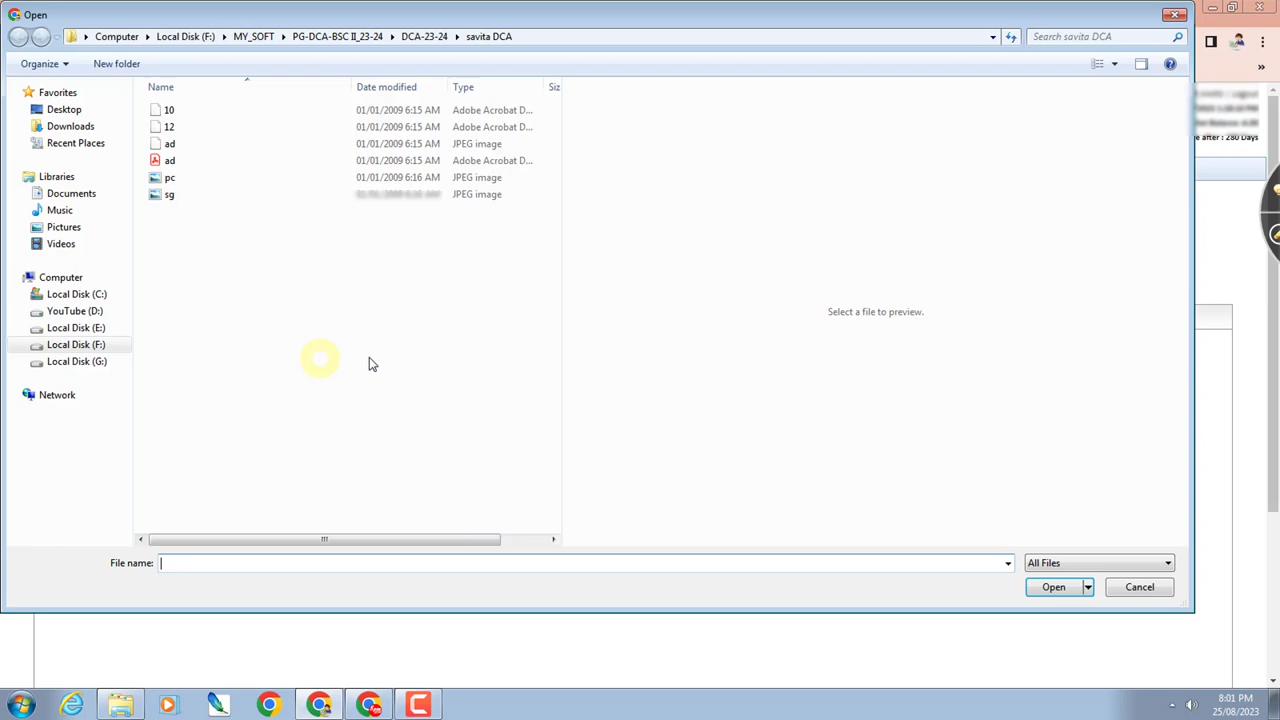 Open
Computer Local Disk (F:) MY_SOFT PG-DCA-BSC II_23-24 DCA-23-24 savita DCA
Search savita DCA
Organize New folder
Name Date modified Type Siz
Favorites
Desktop
Downloads
Recent Places
Libraries
Documents
Music
Pictures
Videos
Computer
Local Disk (C:)
YouTube (D:)
Local Disk (E:)
Local Disk (F:)
Local Disk (G:)
Network
10 01/01/2009 6:15 AM Adobe Acrobat D...
12 01/01/2009 6:15 AM Adobe Acrobat D...
ad 01/01/2009 6:15 AM JPEG image
ad 01/01/2009 6:15 AM Adobe Acrobat D...
pc 01/01/2009 6:16 AM JPEG image
sg JPEG image
Select a file to preview.
File name: All Files
Open Cancel
after : 280 Days
8:01 PM
25/08/2023